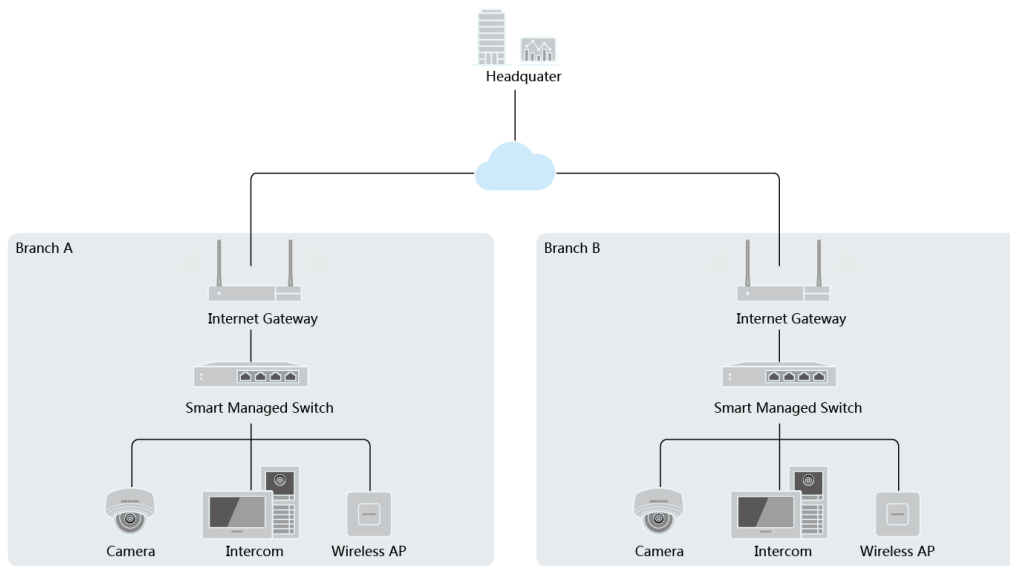 Headquater
Branch A
Branch B
Internet Gateway
Internet Gateway
Smart Managed Switch
Smart Managed Switch
Camera
Intercom
Wireless AP
Camera
Intercom
Wireless AP